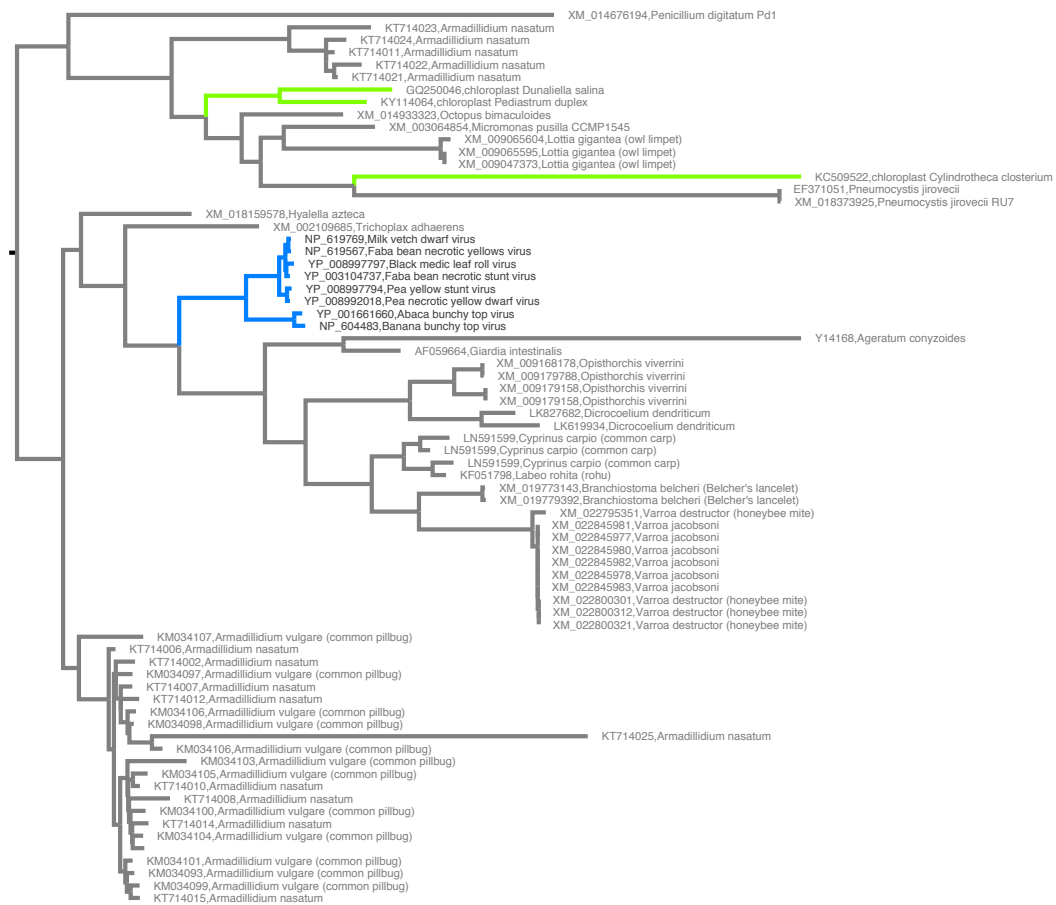 XM_014676194,Penicillium digitatum Pd1
KT714023,Armadillidium nasatum
KT714024,Armadillidium nasatum
KT714011,Armadillidium nasatum
KT714022,Armadillidium nasatum
KT714021,Armadillidium nasatum
GQ250046,chloroplast Dunaliella salina
KY114064,chloroplast Pediastrum duplex
XM_014933323,Octopus bimaculoides
XM_003064854,Micromonas pusilla CCMP1545
XM_009065604,Lottia gigantea (owl limpet)
XM_009065595,Lottia gigantea (owl limpet)
XM_009047373,Lottia gigantea (owl limpet)
KC509522,chloroplast Cylindrotheca closterium
EF371051,Pneumocystis jirovecii
XM_018373925,Pneumocystis jirovecii RU7
XM_018159578,Hyalella azteca
XM_002109685,Trichoplax adhaerens
NP_619769,Milk vetch dwarf virus
NP_619567,Faba bean necrotic yellows virus
YP_008997797,Black medic leaf roll virus
YP_003104737,Faba bean necrotic stunt virus
YP_008997794,Pea yellow stunt virus
YP_008992018,Pea necrotic yellow dwarf virus
YP_001661660,Abaca bunchy top virus
NP_604483,Banana bunchy top virus
Y14168,Ageratum conyzoides
AF059664,Giardia intestinalis
XM_009168178,Opisthorchis viverrini
XM_009179788,Opisthorchis viverrini
XM_009179158,Opisthorchis viverrini
XM_009179158,Opisthorchis viverrini
LK827682,Dicrocoelium dendriticum
LK619934,Dicrocoelium dendriticum
LN591599,Cyprinus carpio (common carp)
LN591599,Cyprinus carpio (common carp)
LN591599,Cyprinus carpio (common carp)
KF051798,Labeo rohita (rohu)
XM_019773143,Branchiostoma belcheri (Belcher's lancelet)
XM_019779392,Branchiostoma belcheri (Belcher's lancelet)
XM_022795351,Varroa destructor (honeybee mite)
XM_022845981,Varroa jacobsoni
XM_022845977,Varroa jacobsoni
XM_022845980,Varroa jacobsoni
XM_022845982,Varroa jacobsoni
XM_022845978,Varroa jacobsoni
XM_022845983,Varroa jacobsoni
XM_022800301,Varroa destructor (honeybee mite)
XM_022800312,Varroa destructor (honeybee mite)
XM_022800321,Varroa destructor (honeybee mite)
KM034107,Armadillidium vulgare (common pillbug)
KT714006,Armadillidium nasatum
KT714002,Armadillidium nasatum
KM034097,Armadillidium vulgare (common pillbug)
KT714007,Armadillidium nasatum
KT714012,Armadillidium nasatum
KM034106,Armadillidium vulgare (common pillbug)
KM034098,Armadillidium vulgare (common pillbug)
KT714025,Armadillidium nasatum
KM034106,Armadillidium vulgare (common pillbug)
KM034103,Armadillidium vulgare (common pillbug)
KM034105,Armadillidium vulgare (common pillbug)
KT714010,Armadillidium nasatum
KT714008,Armadillidium nasatum
KM034100,Armadillidium vulgare (common pillbug)
KT714014,Armadillidium nasatum
KM034104,Armadillidium vulgare (common pillbug)
KM034101,Armadillidium vulgare (common pillbug)
KM034093,Armadillidium vulgare (common pillbug)
KM034099,Armadillidium vulgare (common pillbug)
KT714015,Armadillidium nasatum